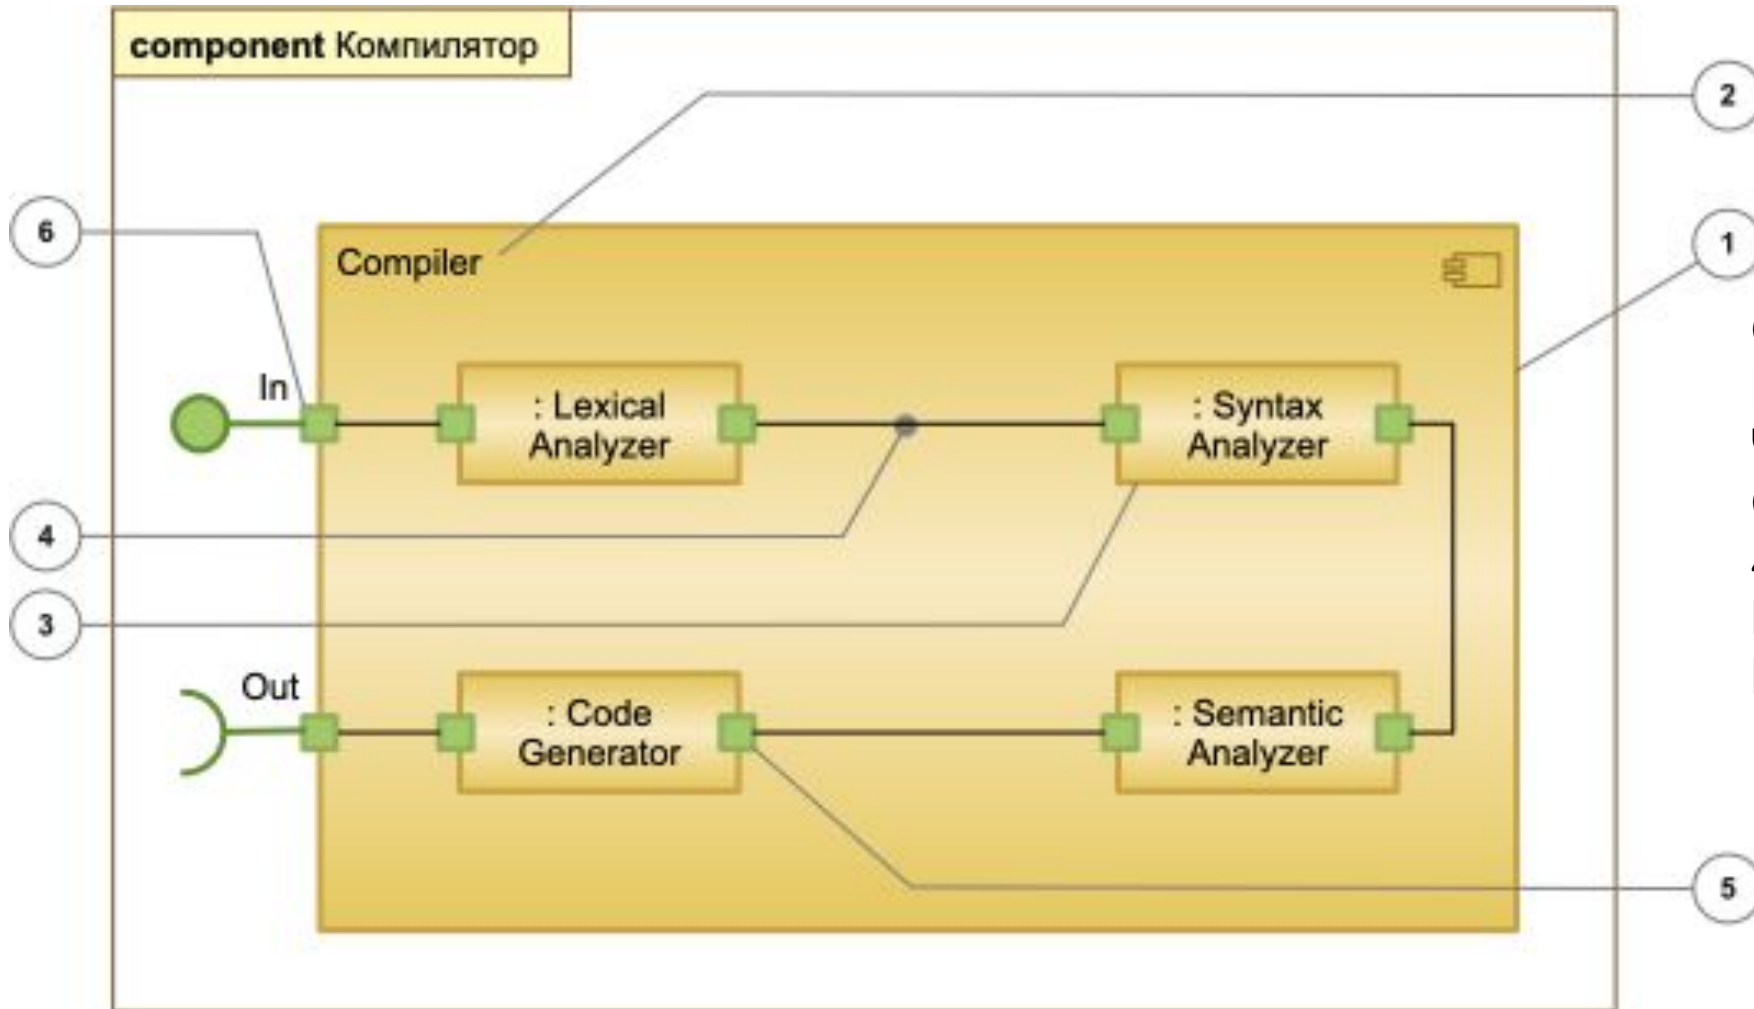 component Компилятор
2
6
1
Compiler
In
: Lexical
Analyzer
: Syntax
Analyzer
4
3
Out
: Code
Generator
: Semantic
Analyzer
5